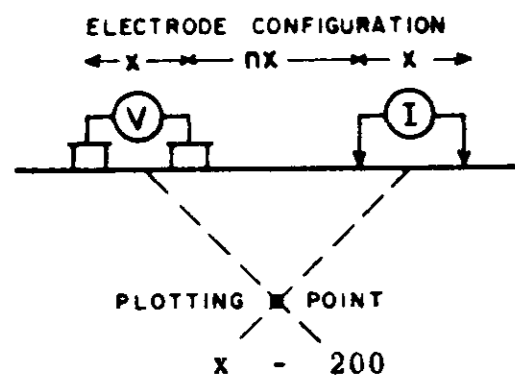 ELECTRODE CONFIGURATION
x nx x
V I
PLOTTING POINT
x - 200